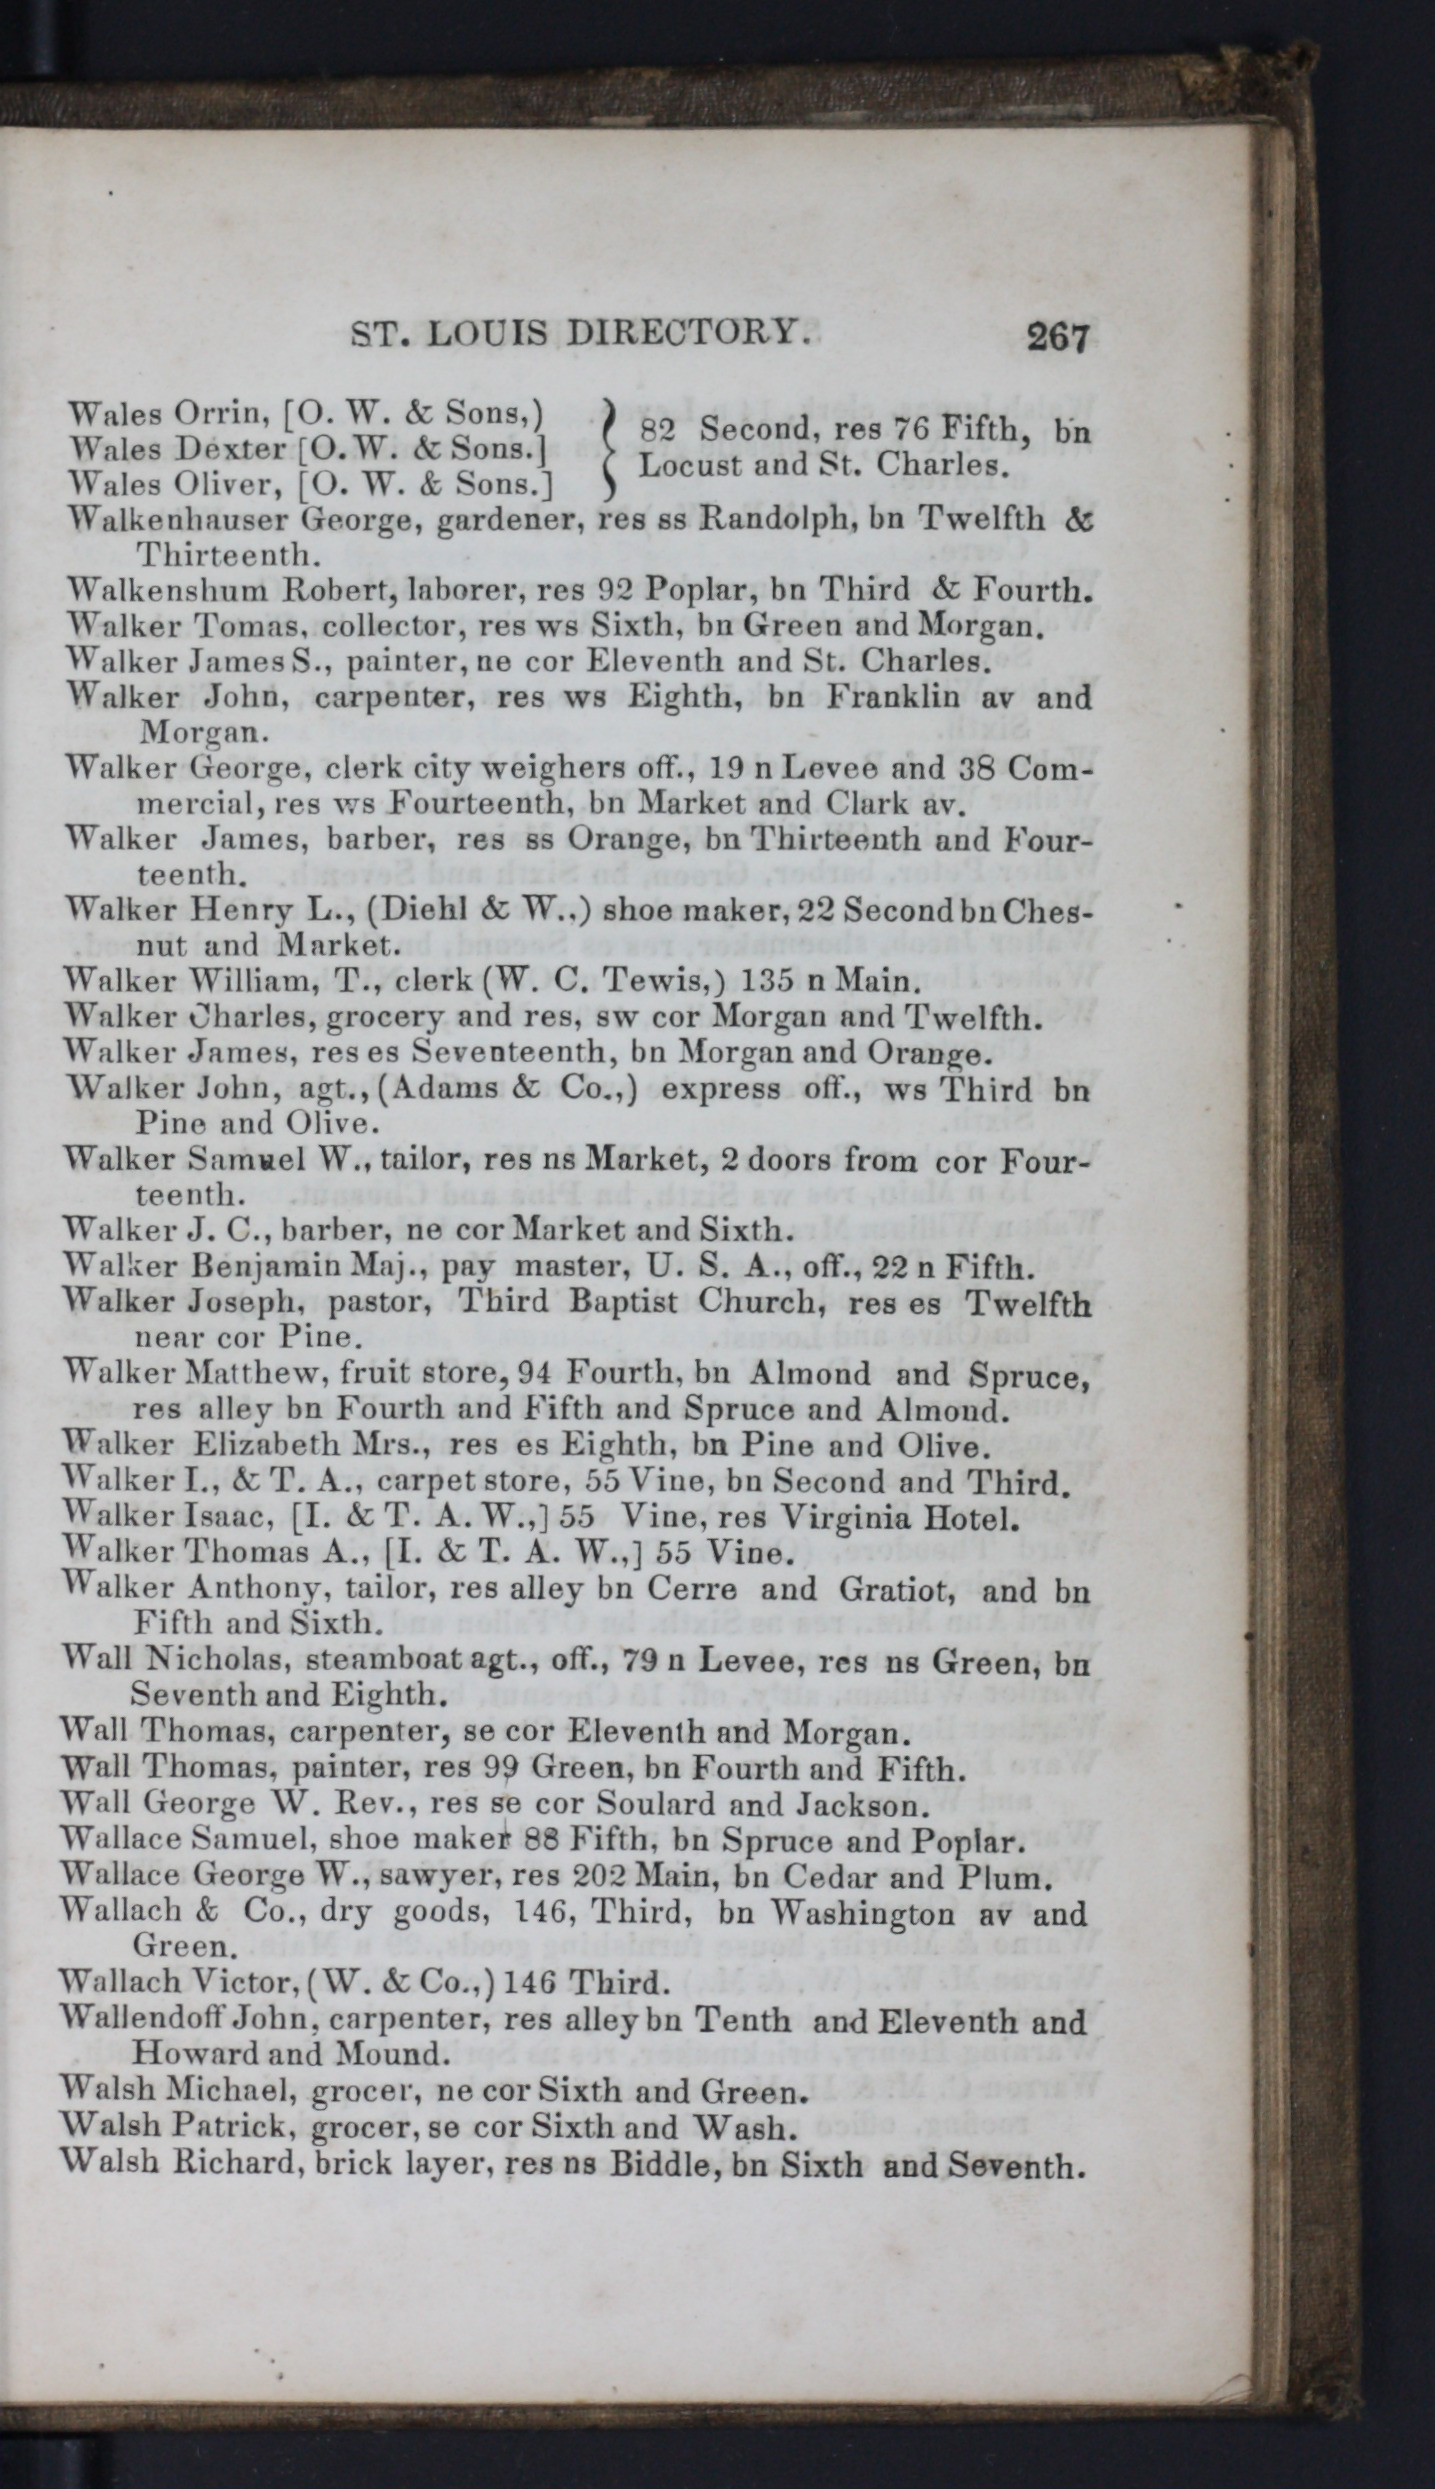 ST. LOUIS DIRECTORY. 267
Wales Orrin, [O. W. & Sons,)
Wales Dexter [O. W. & Sons.]
Wales Oliver, [O. W. & Sons.]
} 82 Second, res 76 Fifth, bn
Locust and St. Charles.
Walkenhauser George, gardener, res ss Randolph, bn Twelfth &
Thirteenth.
Walkenshum Robert, laborer, res 92 Poplar, bn Third & Fourth.
Walker Tomas, collector, res ws Sixth, bn Green and Morgan.
Walker James S., painter, ne cor Eleventh and St. Charles.
Walker John, carpenter, res ws Eighth, bn Franklin av and
Morgan.
Walker George, clerk city weighers off., 19 n Levee and 38 Com-
mercial, res ws Fourteenth, bn Market and Clark av.
Walker James, barber, res ss Orange, bn Thirteenth and Four-
teenth.
Walker Henry L., (Diehl & W.,) shoe maker, 22 Second bn Ches-
nut and Market.
Walker William, T., clerk (W. C. Tewis,) 135 n Main.
Walker Charles, grocery and res, sw cor Morgan and Twelfth.
Walker James, res es Seventeenth, bn Morgan and Orange.
Walker John, agt., (Adams & Co.,) express off., ws Third bn
Pine and Olive.
Walker Samuel W., tailor, res ns Market, 2 doors from cor Four-
teenth.
Walker J. C., barber, ne cor Market and Sixth.
Walker Benjamin Maj., pay master, U. S. A., off., 22 n Fifth.
Walker Joseph, pastor, Third Baptist Church, res es Twelfth
near cor Pine.
Walker Matthew, fruit store, 94 Fourth, bn Almond and Spruce,
res alley bn Fourth and Fifth and Spruce and Almond.
Walker Elizabeth Mrs., res es Eighth, bn Pine and Olive.
Walker I., & T. A., carpet store, 55 Vine, bn Second and Third.
Walker Isaac, [I. & T. A. W.,] 55 Vine, res Virginia Hotel.
Walker Thomas A., [I. & T. A. W.,] 55 Vine.
Walker Anthony, tailor, res alley bn Cerre and Gratiot, and bn
Fifth and Sixth.
Wall Nicholas, steamboat agt., off., 79 n Levee, res ns Green, bn
Seventh and Eighth.
Wall Thomas, carpenter, se cor Eleventh and Morgan.
Wall Thomas, painter, res 99 Green, bn Fourth and Fifth.
Wall George W. Rev., res se cor Soulard and Jackson.
Wallace Samuel, shoe maker 88 Fifth, bn Spruce and Poplar.
Wallace George W., sawyer, res 202 Main, bn Cedar and Plum.
Wallach & Co., dry goods, 146, Third, bn Washington av and
Green.
Wallach Victor, (W. & Co.,) 146 Third.
Wallendoff John, carpenter, res alley bn Tenth and Eleventh and
Howard and Mound.
Walsh Michael, grocer, ne cor Sixth and Green.
Walsh Patrick, grocer, se cor Sixth and Wash.
Walsh Richard, brick layer, res ns Biddle, bn Sixth and Seventh.